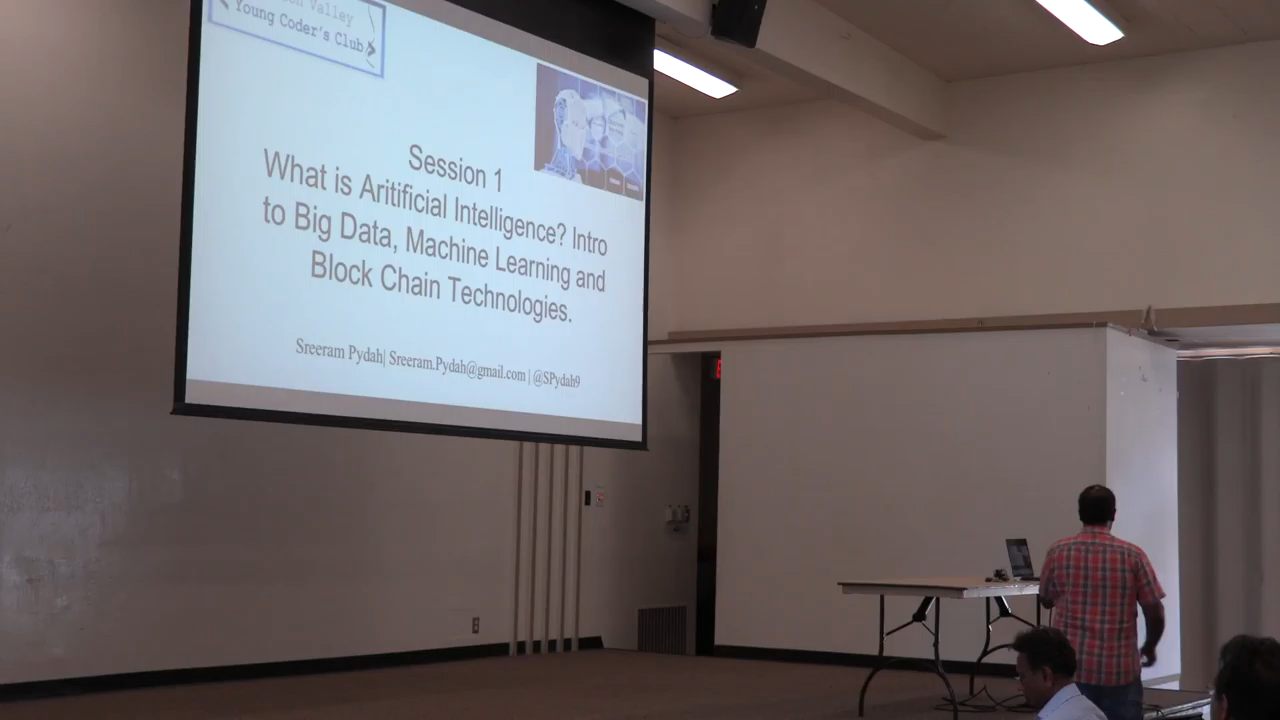 Valley
Young Coder's Club
Session 1
What is Aritificial Intelligence? Intro
to Big Data, Machine Learning and
Block Chain Technologies.
Sreeram Pydah| Sreeram.Pydah@gmail.com | @SPydah9